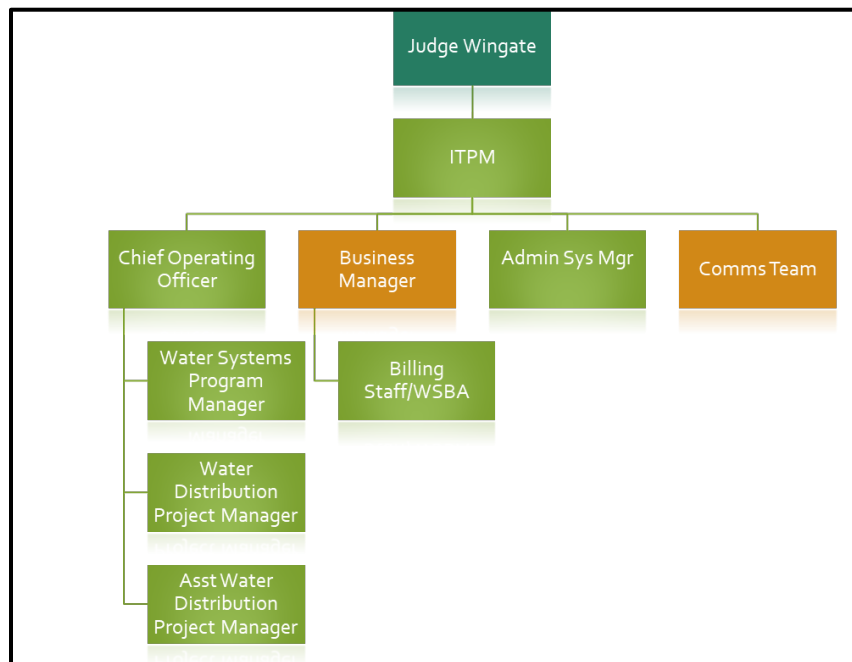 Judge Wingate
ITPM
Chief Operating
Officer
Business
Manager
Admin Sys Mgr
Comms Team
Water Systems
Program
Manager
Billing
Staff/WSBA
Water
Distribution
Project Manager
Asst Water
Distribution
Project Manager